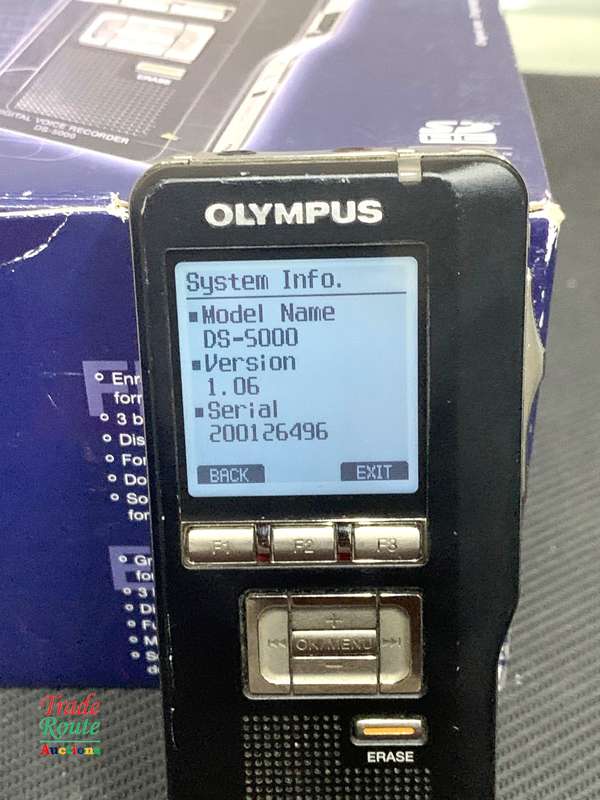 ERASE
DIGITAL VOICE RECORDER
DS-5000
OLYMPUS
System Info.
Model Name
DS-5000
Version
1.06
Serial
200126496
BACK EXIT
F1 F2 F3
+
OK/MENU
−
ERASE
Trade
Route
Auctions